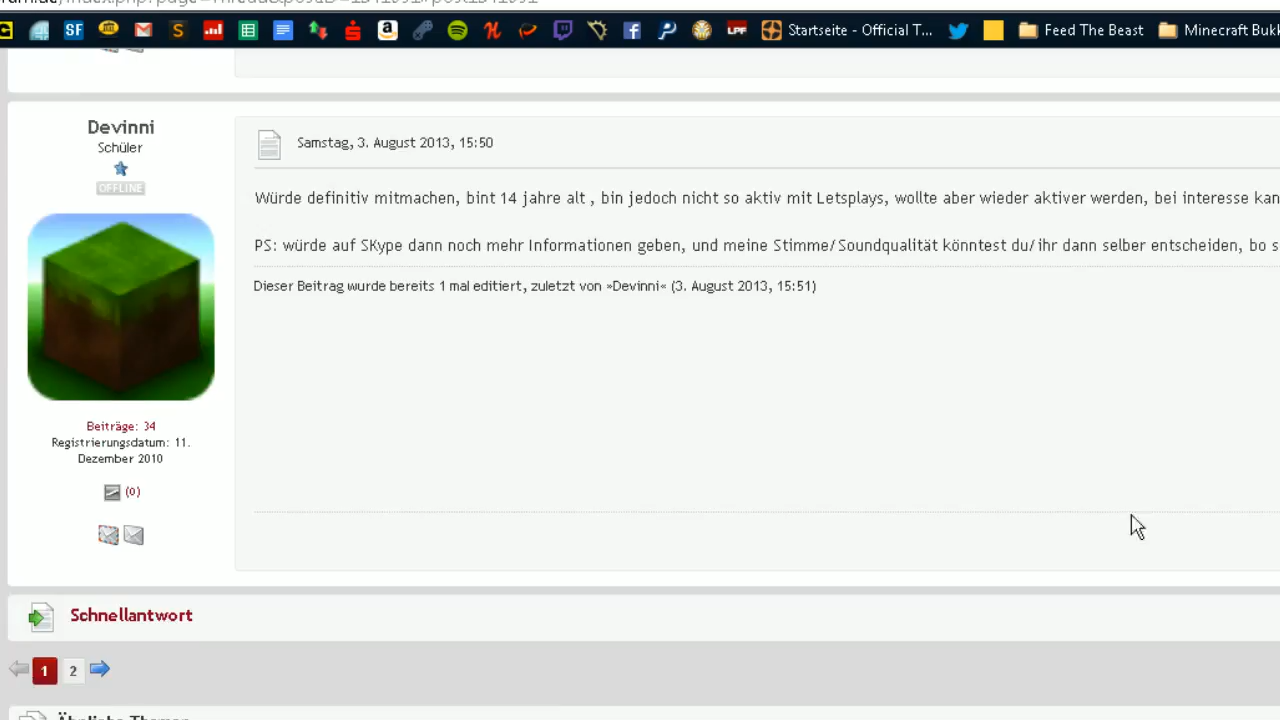 SF
LPF
Startseite - Official T...
Feed The Beast
Minecraft Bukk
Devinni
Schüler
OFFLINE
Beiträge: 34
Registrierungsdatum: 11.
Dezember 2010
(0)
Samstag, 3. August 2013, 15:50
Würde definitiv mitmachen, bint 14 jahre alt , bin jedoch nicht so aktiv mit Letsplays, wollte aber wieder aktiver werden, bei interesse kan
PS: würde auf SKype dann noch mehr Informationen geben, und meine Stimme/Soundqualität könntest du/ihr dann selber entscheiden, bo s
Dieser Beitrag wurde bereits 1 mal editiert, zuletzt von »Devinni« (3. August 2013, 15:51)
Schnellantwort
1
2
Ähnliche Themen